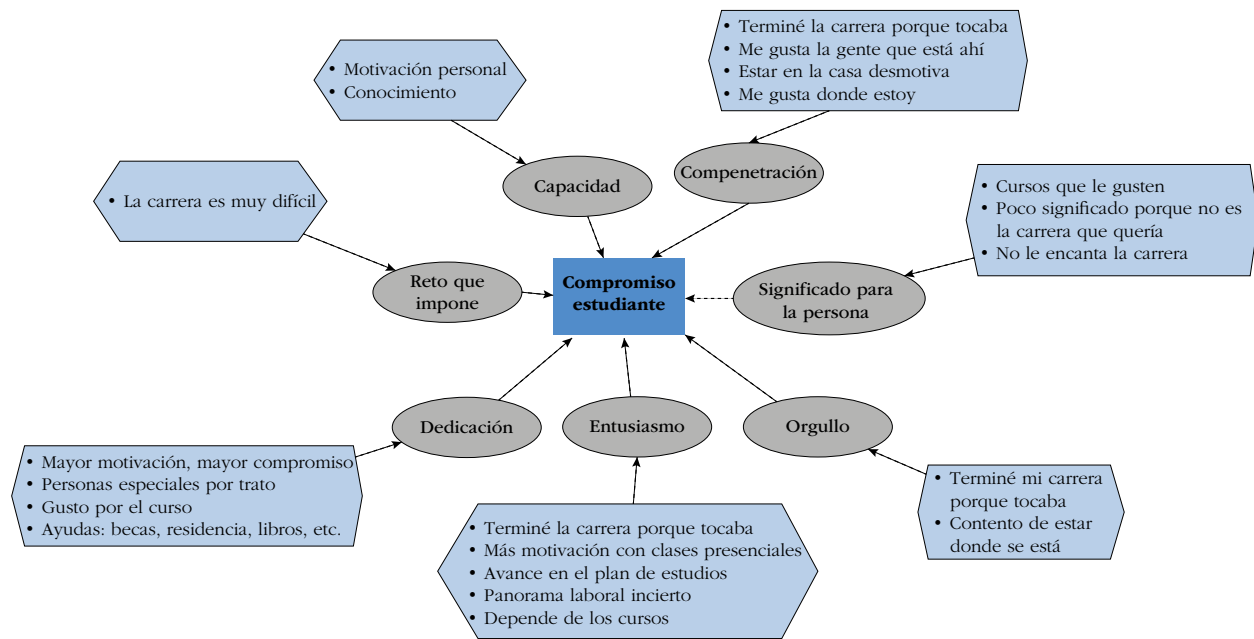 • Terminé la carrera porque tocaba
• Me gusta la gente que está ahí
• Estar en la casa desmotiva
• Me gusta donde estoy
• Motivación personal
• Conocimiento
Compenetración
Capacidad
• La carrera es muy difícil
• Cursos que le gusten
• Poco significado porque no es
la carrera que quería
• No le encanta la carrera
Reto que
impone
Compromiso
estudiante
Significado para
la persona
Dedicación
Entusiasmo
Orgullo
• Mayor motivación, mayor compromiso
• Personas especiales por trato
• Gusto por el curso
• Ayudas: becas, residencia, libros, etc.
• Terminé la carrera porque tocaba
• Más motivación con clases presenciales
• Avance en el plan de estudios
• Panorama laboral incierto
• Depende de los cursos
• Terminé mi carrera
porque tocaba
• Contento de estar
donde se está